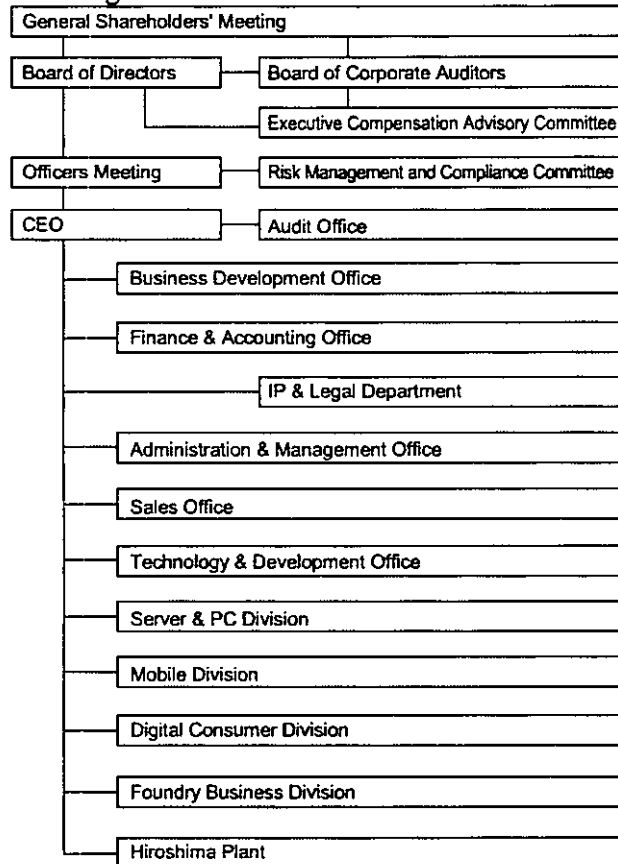 General Shareholders' Meeting
Board of Directors
Board of Corporate Auditors
Executive Compensation Advisory Committee
Officers Meeting
Risk Management and Compliance Committee
CEO
Audit Office
Business Development Office
Finance & Accounting Office
IP & Legal Department
Administration & Management Office
Sales Office
Technology & Development Office
Server & PC Division
Mobile Division
Digital Consumer Division
Foundry Business Division
Hiroshima Plant